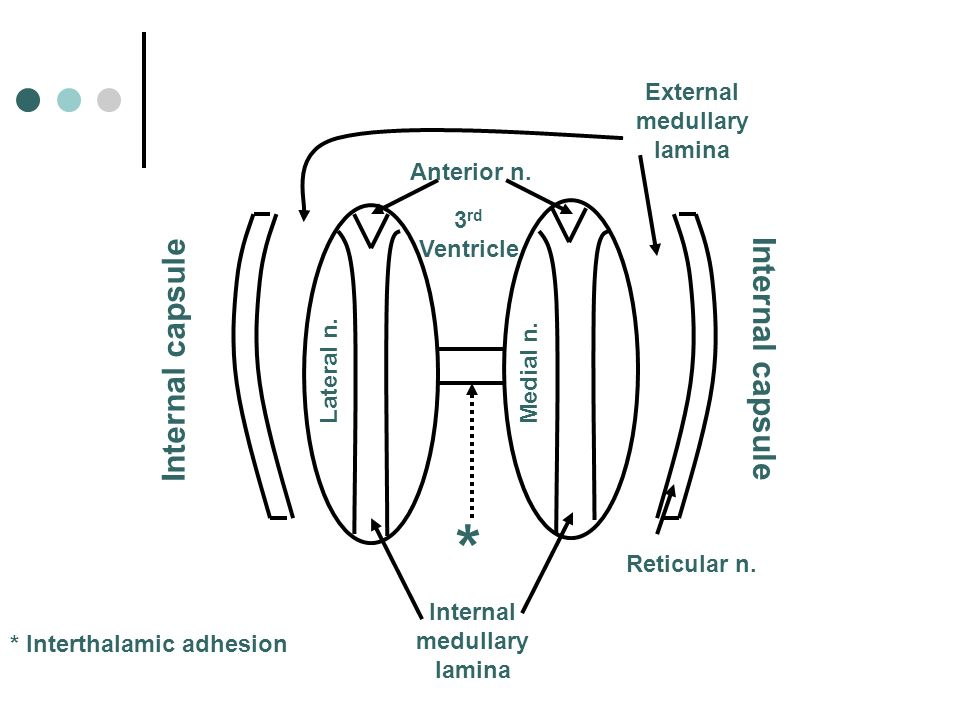 External
medullary
lamina
Anterior n.
3rd
Ventricle
Internal capsule
Lateral n.
Medial n.
Internal capsule
*
Reticular n.
Internal
medullary
lamina
* Interthalamic adhesion